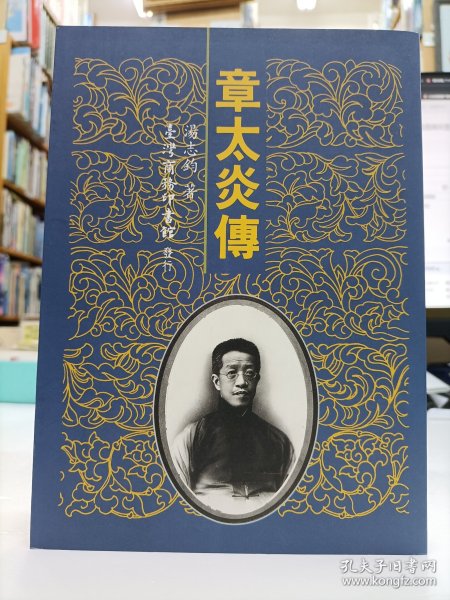 章太炎傳
湯志鈞 著
臺灣商務印書館 發行
孔夫子旧书网
www.kongfz.com